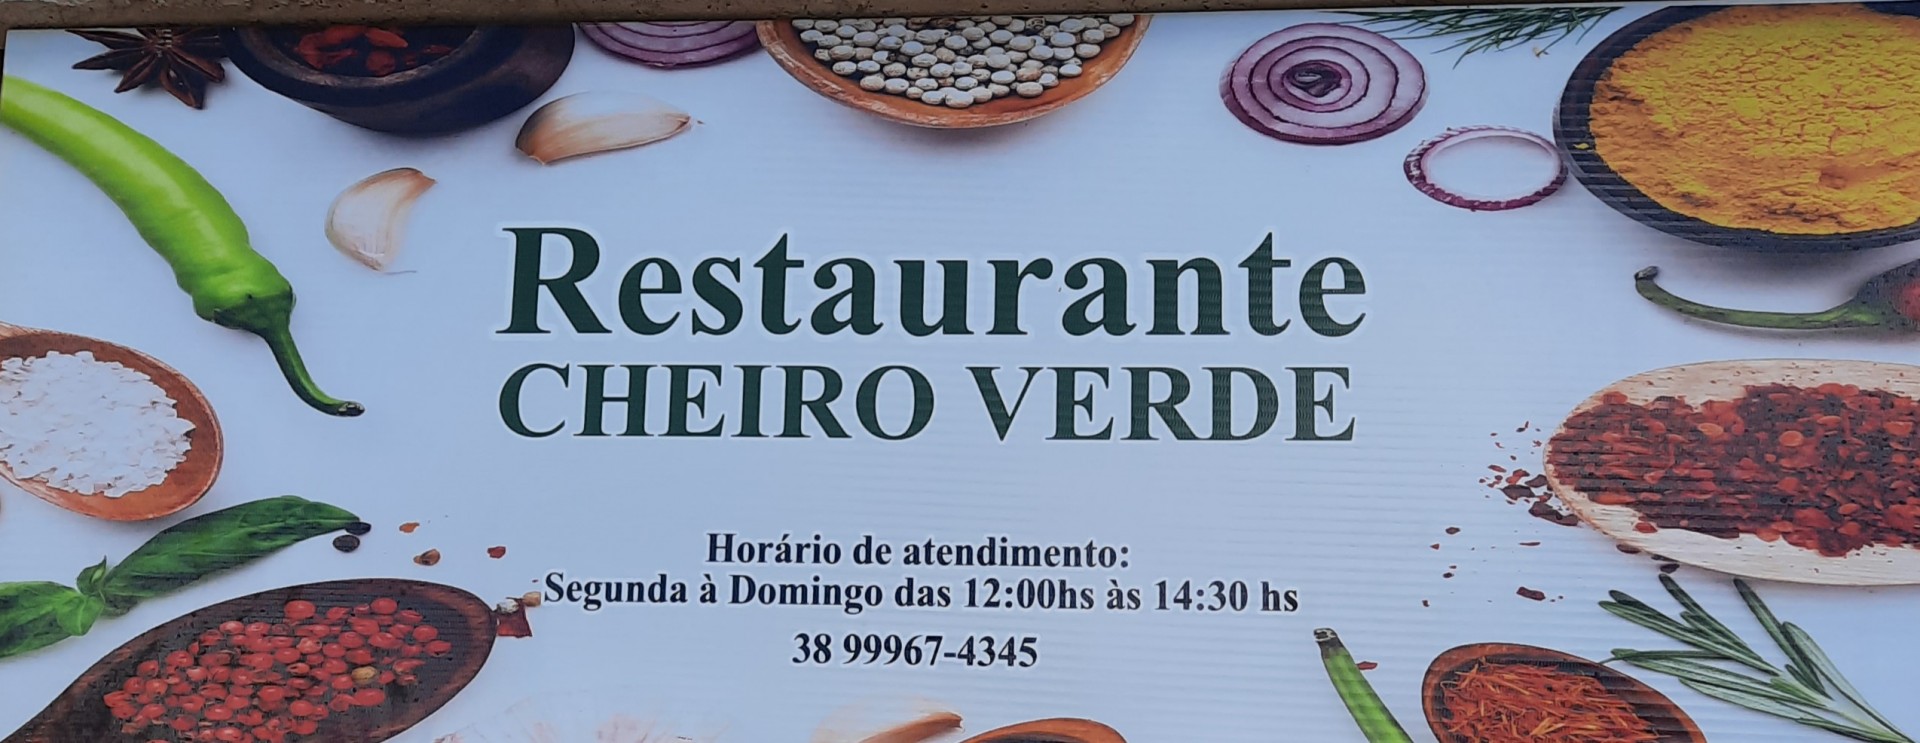 Restaurante
CHEIRO VERDE
Horário de atendimento:
Segunda à Domingo das 12:00hs às 14:30 hs
38 99967-4345